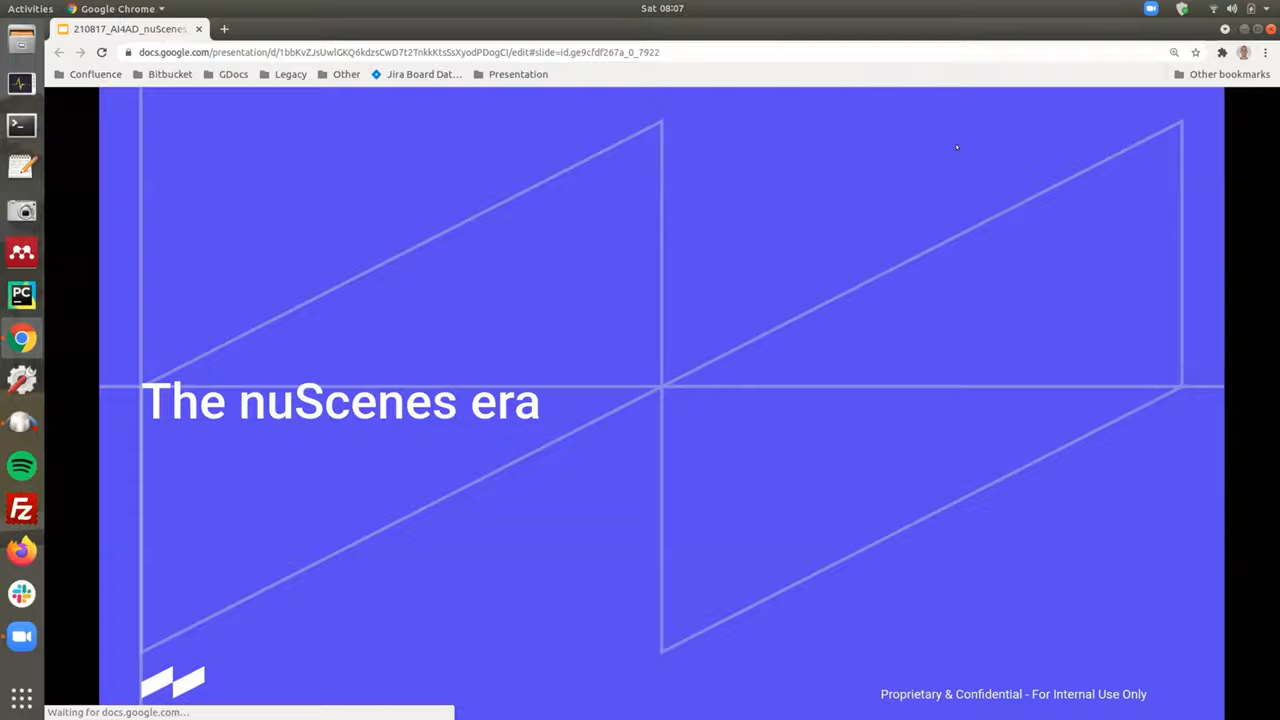 Activities
Google Chrome
Sat 08:07
210817_AI4AD_nuScenes
docs.google.com/presentation/d/1bbKvZJsUwlGKQ6kdzsCwD7t2TnkkKtsSsXyodPDogCI/edit#slide=id.ge9cfdf267a_0_7922
Confluence
Bitbucket
GDocs
Legacy
Other
Jira Board Dat...
Presentation
Other bookmarks
PC
The nuScenes era
Fz
Proprietary & Confidential - For Internal Use Only
Waiting for docs.google.com...